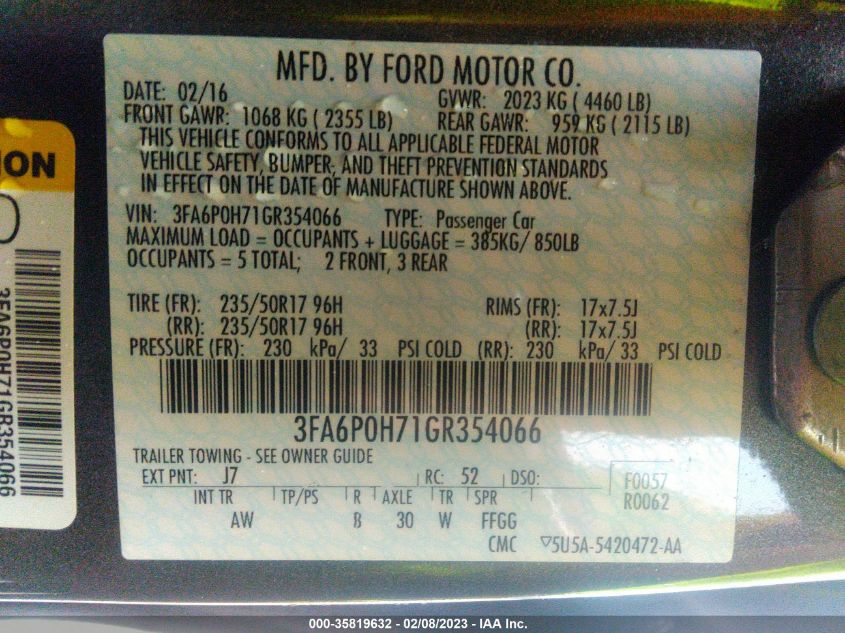 MFD. BY FORD MOTOR CO.
DATE: 02/16 GVWR: 2023 KG ( 4460 LB)
FRONT GAWR: 1068 KG ( 2355 LB) REAR GAWR: 959 KG ( 2115 LB)
THIS VEHICLE CONFORMS TO ALL APPLICABLE FEDERAL MOTOR
VEHICLE SAFETY, BUMPER, AND THEFT PREVENTION STANDARDS
IN EFFECT ON THE DATE OF MANUFACTURE SHOWN ABOVE.
VIN: 3FA6P0H71GR354066 TYPE: Passenger Car
MAXIMUM LOAD = OCCUPANTS + LUGGAGE = 385KG/ 850LB
OCCUPANTS = 5 TOTAL; 2 FRONT, 3 REAR
TIRE (FR): 235/50R17 96H RIMS (FR): 17x7.5J
(RR): 235/50R17 96H (RR): 17x7.5J
PRESSURE (FR): 230 kPa/ 33 PSI COLD (RR): 230 kPa/ 33 PSI COLD
3FA6P0H71GR354066
TRAILER TOWING - SEE OWNER GUIDE
EXT PNT: J7 RC: 52 DSO: F0057
R0062
INT TR TP/PS R AXLE TR SPR
AW B 30 W FFGG
CMC ▽5U5A-5420472-AA
ION
3FA6P0H71GR354066
000-35819632 - 02/08/2023 - IAA Inc.